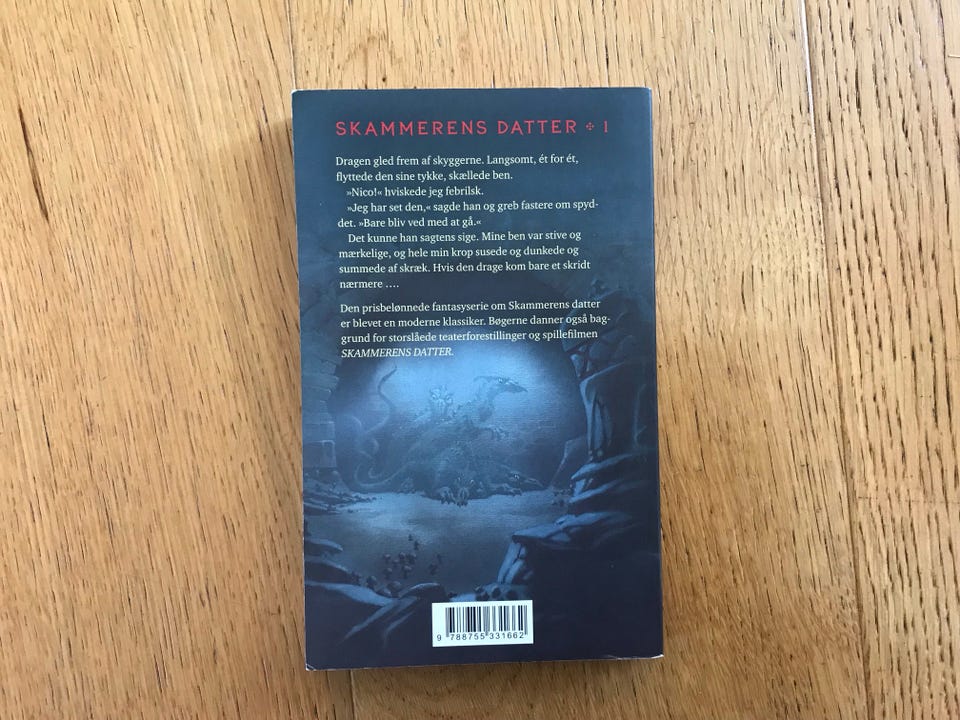 SKAMMERENS DATTER ✣ 1
Dragen gled frem af skyggerne. Langsomt, ét for ét,
flyttede den sine tykke, skællede ben.
»Nico!« hviskede jeg febrilsk.
»Jeg har set den,« sagde han og greb fastere om spyd-
det. »Bare bliv ved med at gå.«
Det kunne han sagtens sige. Mine ben var stive og
mærkelige, og hele min krop susede og dunkede og
summede af skræk. Hvis den drage kom bare et skridt
nærmere ….
Den prisbelønnede fantasyserie om Skammerens datter
er blevet en moderne klassiker. Bøgerne danner også bag-
grund for storslåede teaterforestillinger og spillefilmen
SKAMMERENS DATTER.
9 788755 331662